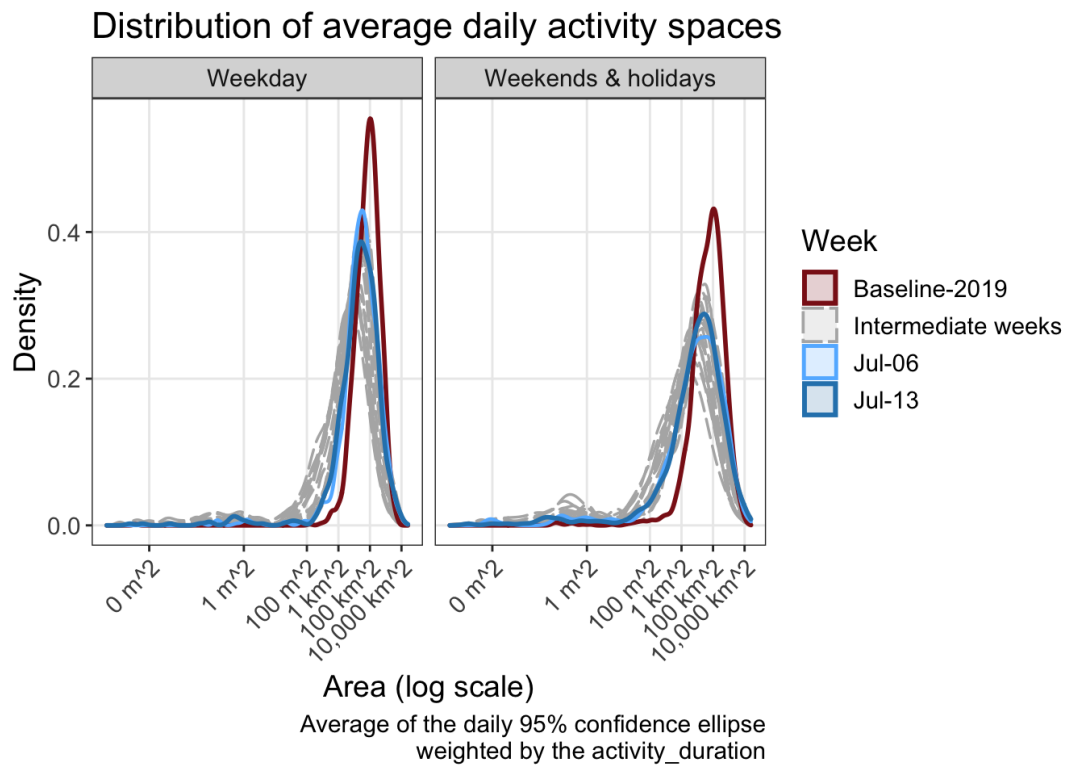 Distribution of average daily activity spaces
Weekday
Weekends & holidays
Density
0.4
0.2
0.0
0 m^2
1 m^2
100 m^2
1 km^2
100 km^2
10,000 km^2
0 m^2
1 m^2
100 m^2
1 km^2
100 km^2
10,000 km^2
Area (log scale)
Week
Baseline-2019
Intermediate weeks
Jul-06
Jul-13
Average of the daily 95% confidence ellipse
weighted by the activity_duration